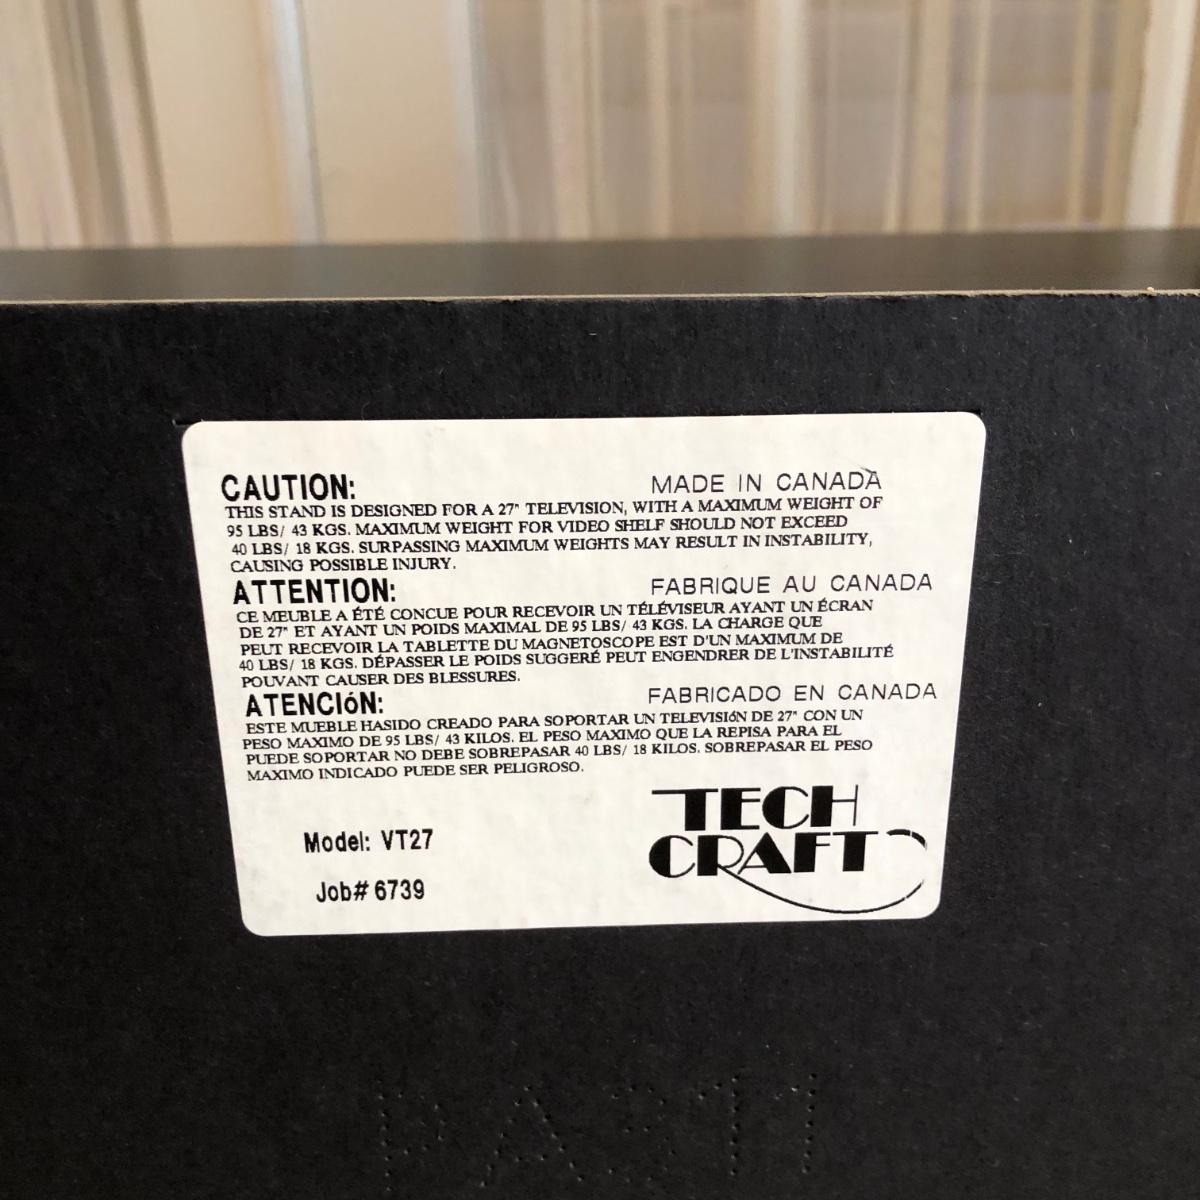 CAUTION: MADE IN CANADA
THIS STAND IS DESIGNED FOR A 27" TELEVISION, WITH A MAXIMUM WEIGHT OF
95 LBS/ 43 KGS. MAXIMUM WEIGHT FOR VIDEO SHELF SHOULD NOT EXCEED
40 LBS/ 18 KGS. SURPASSING MAXIMUM WEIGHTS MAY RESULT IN INSTABILITY,
CAUSING POSSIBLE INJURY.
ATTENTION: FABRIQUE AU CANADA
CE MEUBLE A ÉTÉ CONCUE POUR RECEVOIR UN TÉLÉVISEUR AYANT UN ÉCRAN
DE 27" ET AYANT UN POIDS MAXIMAL DE 95 LBS/ 43 KGS. LA CHARGE QUE
PEUT RECEVOIR LA TABLETTE DU MAGNETOSCOPE EST D'UN MAXIMUM DE
40 LBS/ 18 KGS. DÉPASSER LE POIDS SUGGERÉ PEUT ENGENDRER DE L'INSTABILITÉ
POUVANT CAUSER DES BLESSURES.
ATENCIóN: FABRICADO EN CANADA
ESTE MUEBLE HASIDO CREADO PARA SOPORTAR UN TELEVISIóN DE 27" CON UN
PESO MAXIMO DE 95 LBS/ 43 KILOS. EL PESO MAXIMO QUE LA REPISA PARA EL
PUEDE SOPORTAR NO DEBE SOBREPASAR 40 LBS/ 18 KILOS. SOBREPASAR EL PESO
MAXIMO INDICADO PUEDE SER PELIGROSO.
TECH
CRAFT
Model: VT27
Job# 6739